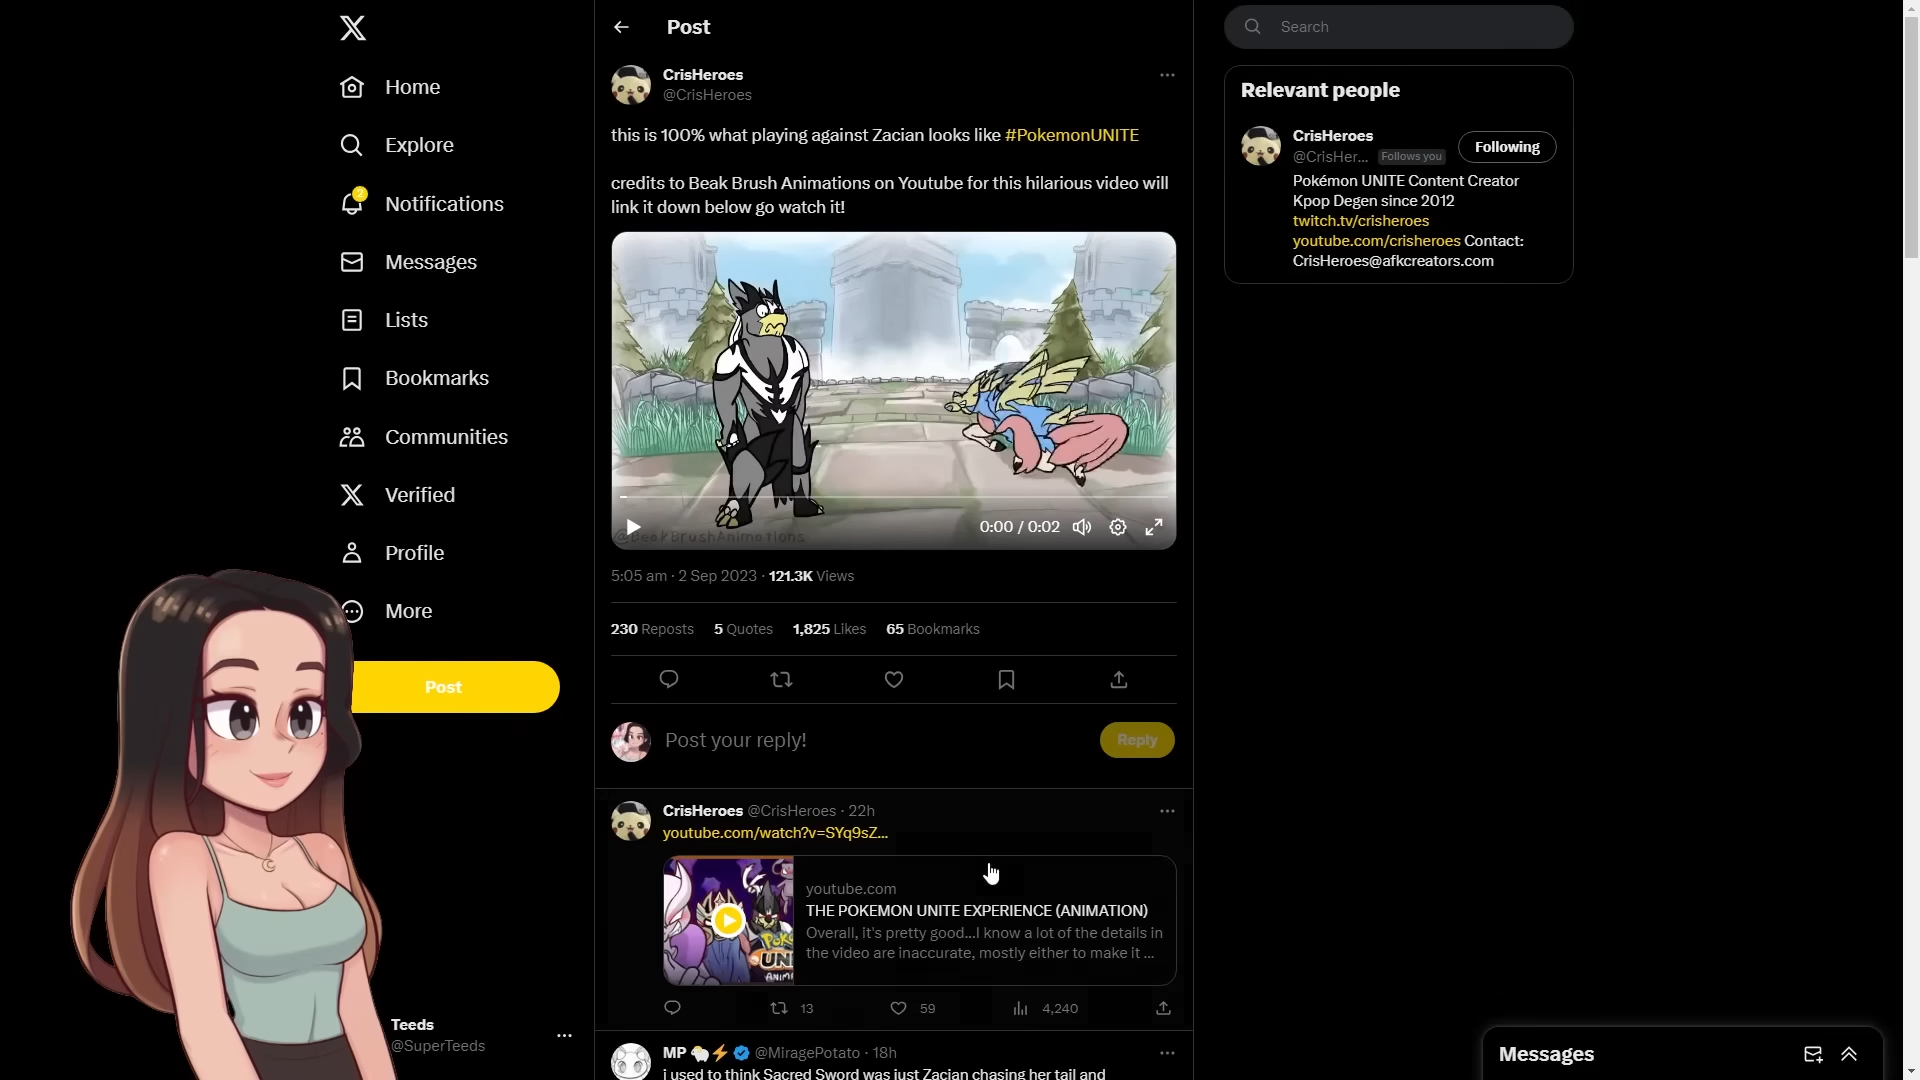 Home
Explore
2
Notifications
Messages
Lists
Bookmarks
Communities
Verified
Profile
More
Post
Teeds
@SuperTeeds
Post
CrisHeroes
@CrisHeroes
this is 100% what playing against Zacian looks like #PokemonUNITE
credits to Beak Brush Animations on Youtube for this hilarious video will
link it down below go watch it!
0:00 / 0:02
@BeakBrushAnimations
5:05 am · 2 Sep 2023 · 121.3K Views
230 Reposts 5 Quotes 1,825 Likes 65 Bookmarks
Post your reply!
Reply
CrisHeroes @CrisHeroes · 22h
youtube.com/watch?v=SYq9sZ...
youtube.com
THE POKEMON UNITE EXPERIENCE (ANIMATION)
Overall, it's pretty good...I know a lot of the details in
the video are inaccurate, mostly either to make it ...
13 59 4,240
MP @MiragePotato · 18h
i used to think Sacred Sword was just Zacian chasing her tail and
Search
Relevant people
CrisHeroes
@CrisHer... Follows you
Following
Pokémon UNITE Content Creator
Kpop Degen since 2012
twitch.tv/crisheroes
youtube.com/crisheroes Contact:
CrisHeroes@afkcreators.com
Messages